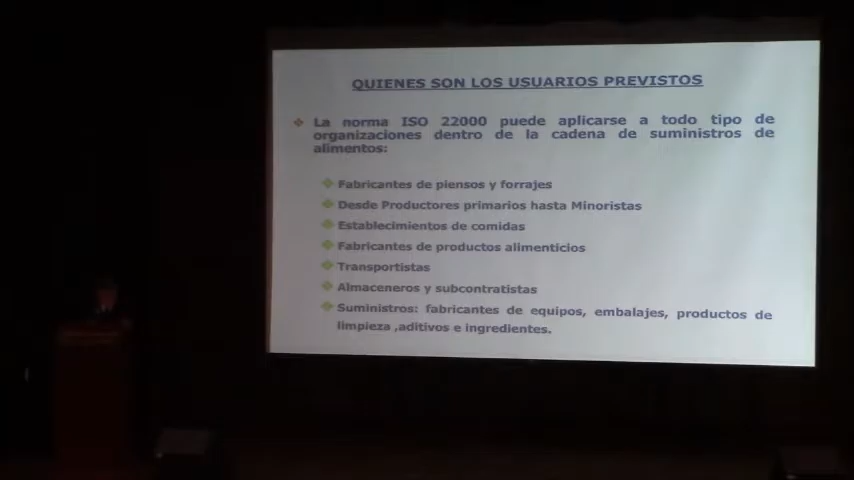 QUIENES SON LOS USUARIOS PREVISTOS
La norma ISO 22000 puede aplicarse a todo tipo de
organizaciones dentro de la cadena de suministros de
alimentos:
Fabricantes de piensos y forrajes
Desde Productores primarios hasta Minoristas
Establecimientos de comidas
Fabricantes de productos alimenticios
Transportistas
Almaceneros y subcontratistas
Suministros: fabricantes de equipos, embalajes, productos de
limpieza ,aditivos e ingredientes.